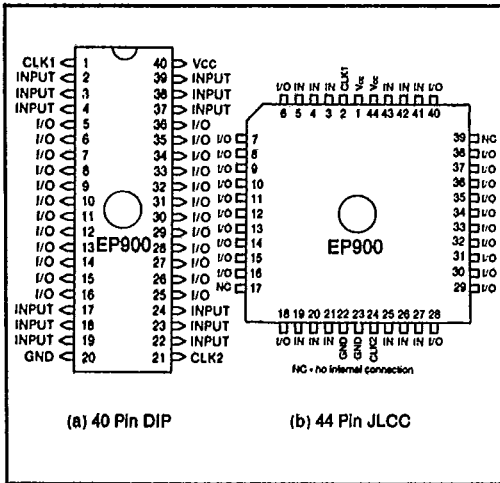 CLK1 1 40 Vcc
INPUT 2 39 INPUT
INPUT 3 38 INPUT
INPUT 4 37 INPUT
I/O 5 36 I/O
I/O 6 35 I/O
I/O 7 34 I/O
I/O 8 33 I/O
I/O 9 32 I/O
I/O 10 31 I/O
I/O 11 30 I/O
I/O 12 29 I/O
I/O 13 28 I/O
I/O 14 27 I/O
I/O 15 26 I/O
I/O 16 25 I/O
INPUT 17 24 INPUT
INPUT 18 23 INPUT
INPUT 19 22 INPUT
GND 20 21 CLK2
EP900
(a) 40 Pin DIP
I/O IN IN IN CLK1 Vcc Vcc IN IN IN I/O
6 5 4 3 2 1 44 43 42 41 40
I/O 7 39 NC
I/O 8 38 I/O
I/O 9 37 I/O
I/O 10 36 I/O
I/O 11 35 I/O
I/O 12 34 I/O
I/O 13 33 I/O
I/O 14 32 I/O
I/O 15 31 I/O
I/O 16 30 I/O
NC 17 29 I/O
EP900
18 19 20 21 22 23 24 25 26 27 28
I/O IN IN IN GND GND CLK2 IN IN IN I/O
NC - no internal connection
(b) 44 Pin JLCC